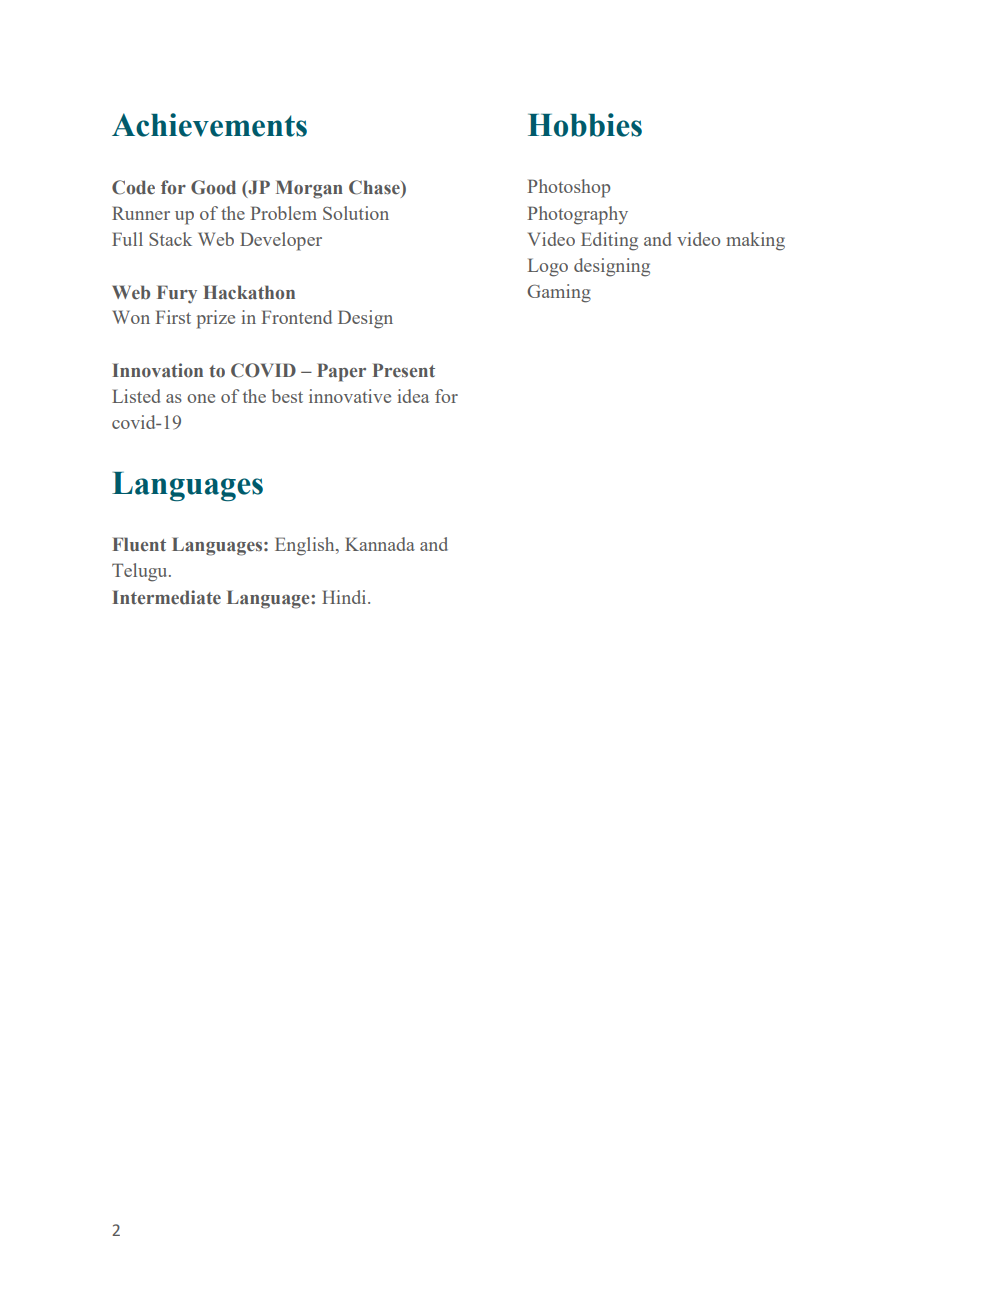 Achievements
Code for Good (JP Morgan Chase)
Runner up of the Problem Solution
Full Stack Web Developer
Web Fury Hackathon
Won First prize in Frontend Design
Innovation to COVID – Paper Present
Listed as one of the best innovative idea for
covid-19
Languages
Fluent Languages: English, Kannada and
Telugu.
Intermediate Language: Hindi.
Hobbies
Photoshop
Photography
Video Editing and video making
Logo designing
Gaming
2